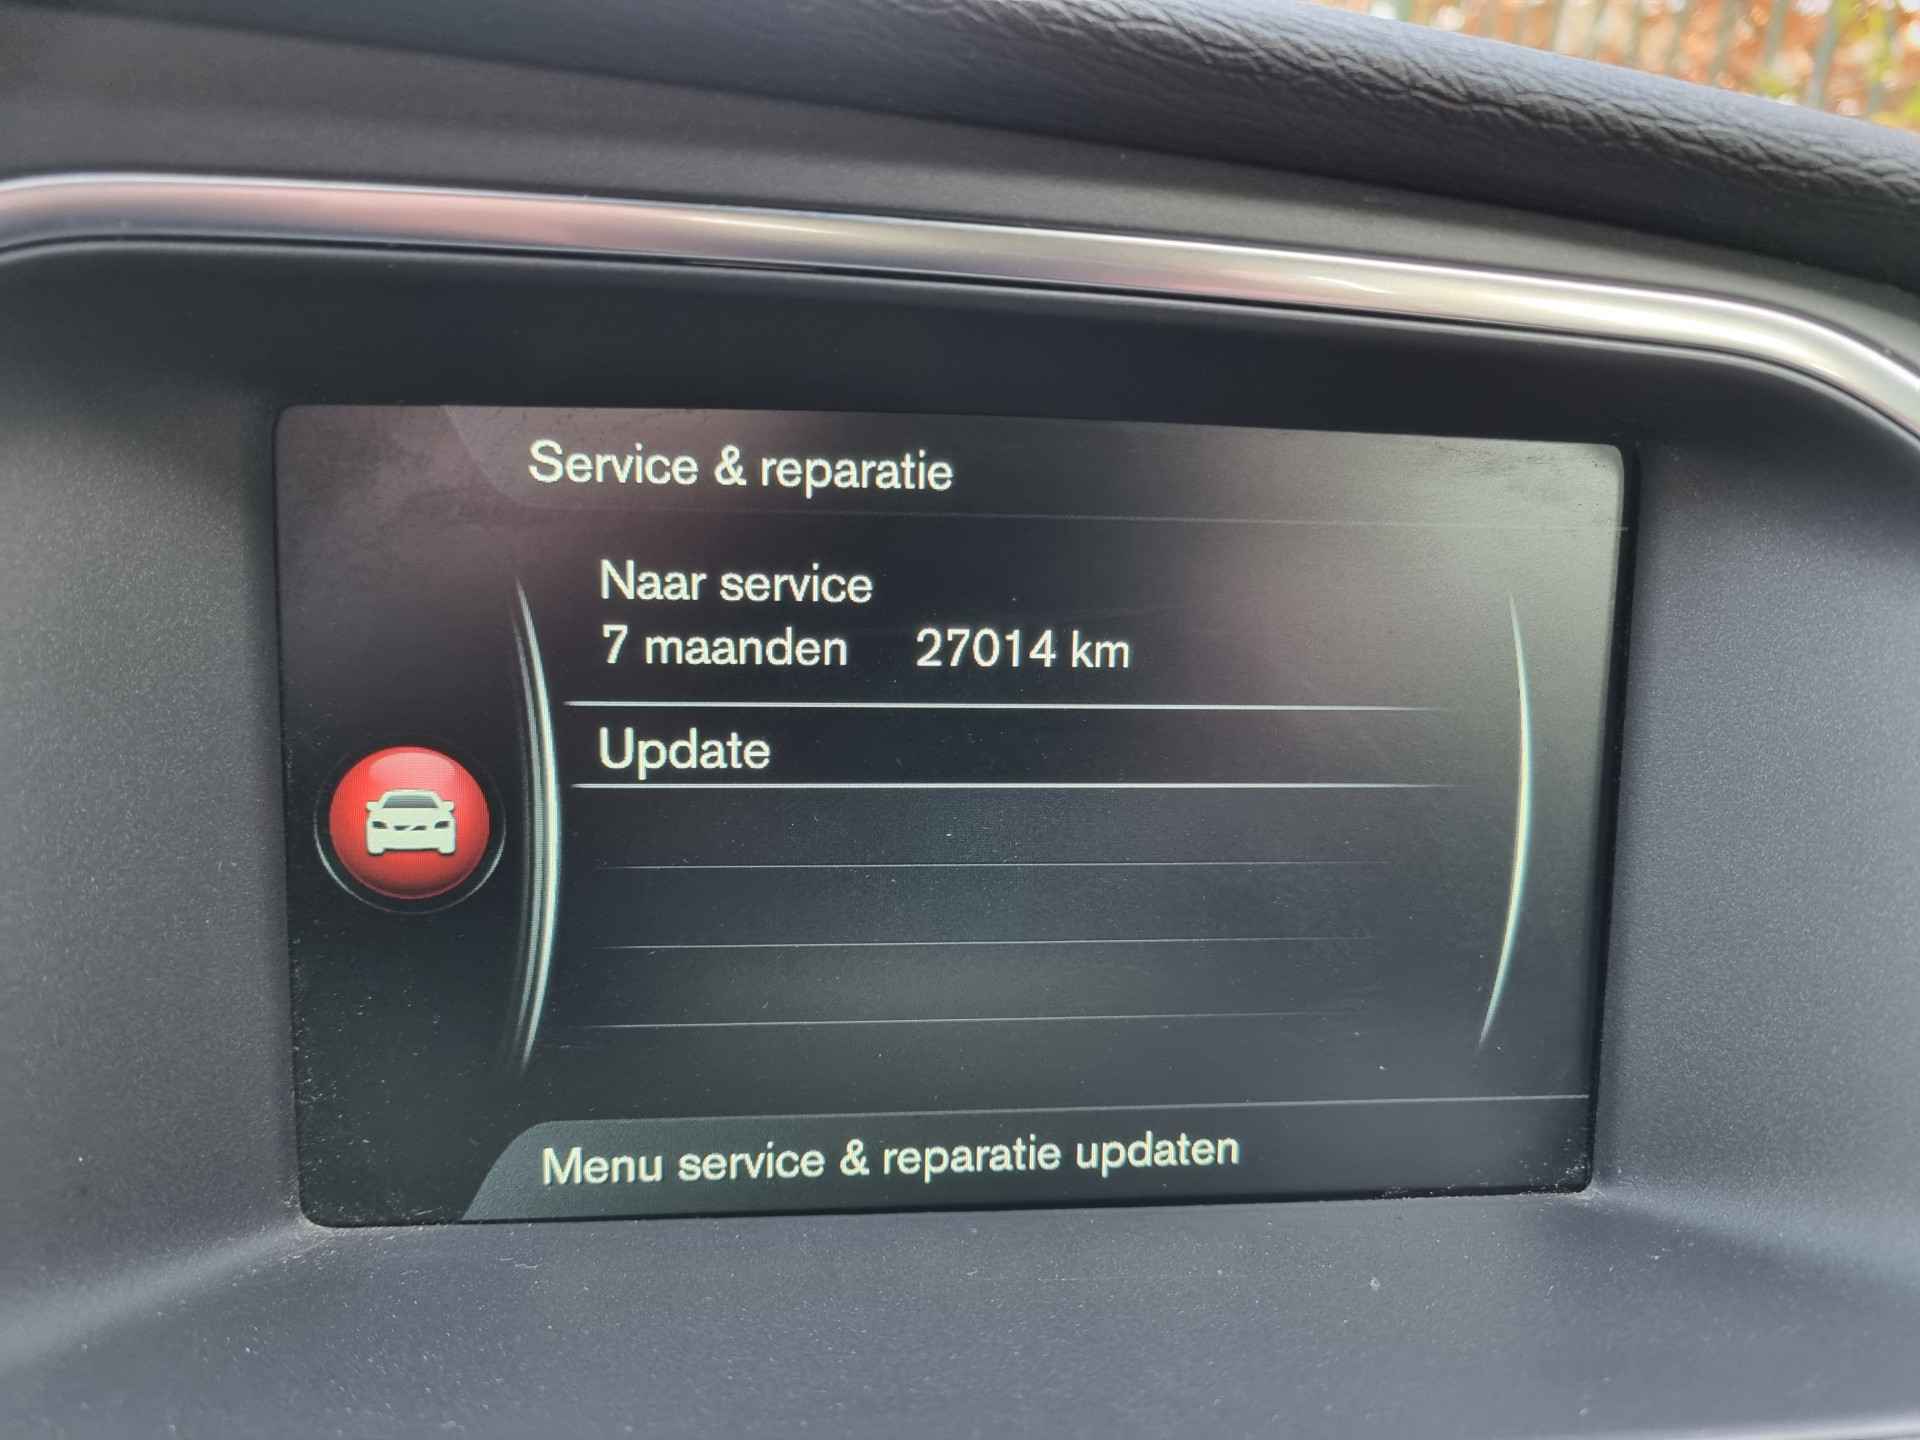 Service & reparatie
Naar service
7 maanden 27014 km
Update
Menu service & reparatie updaten